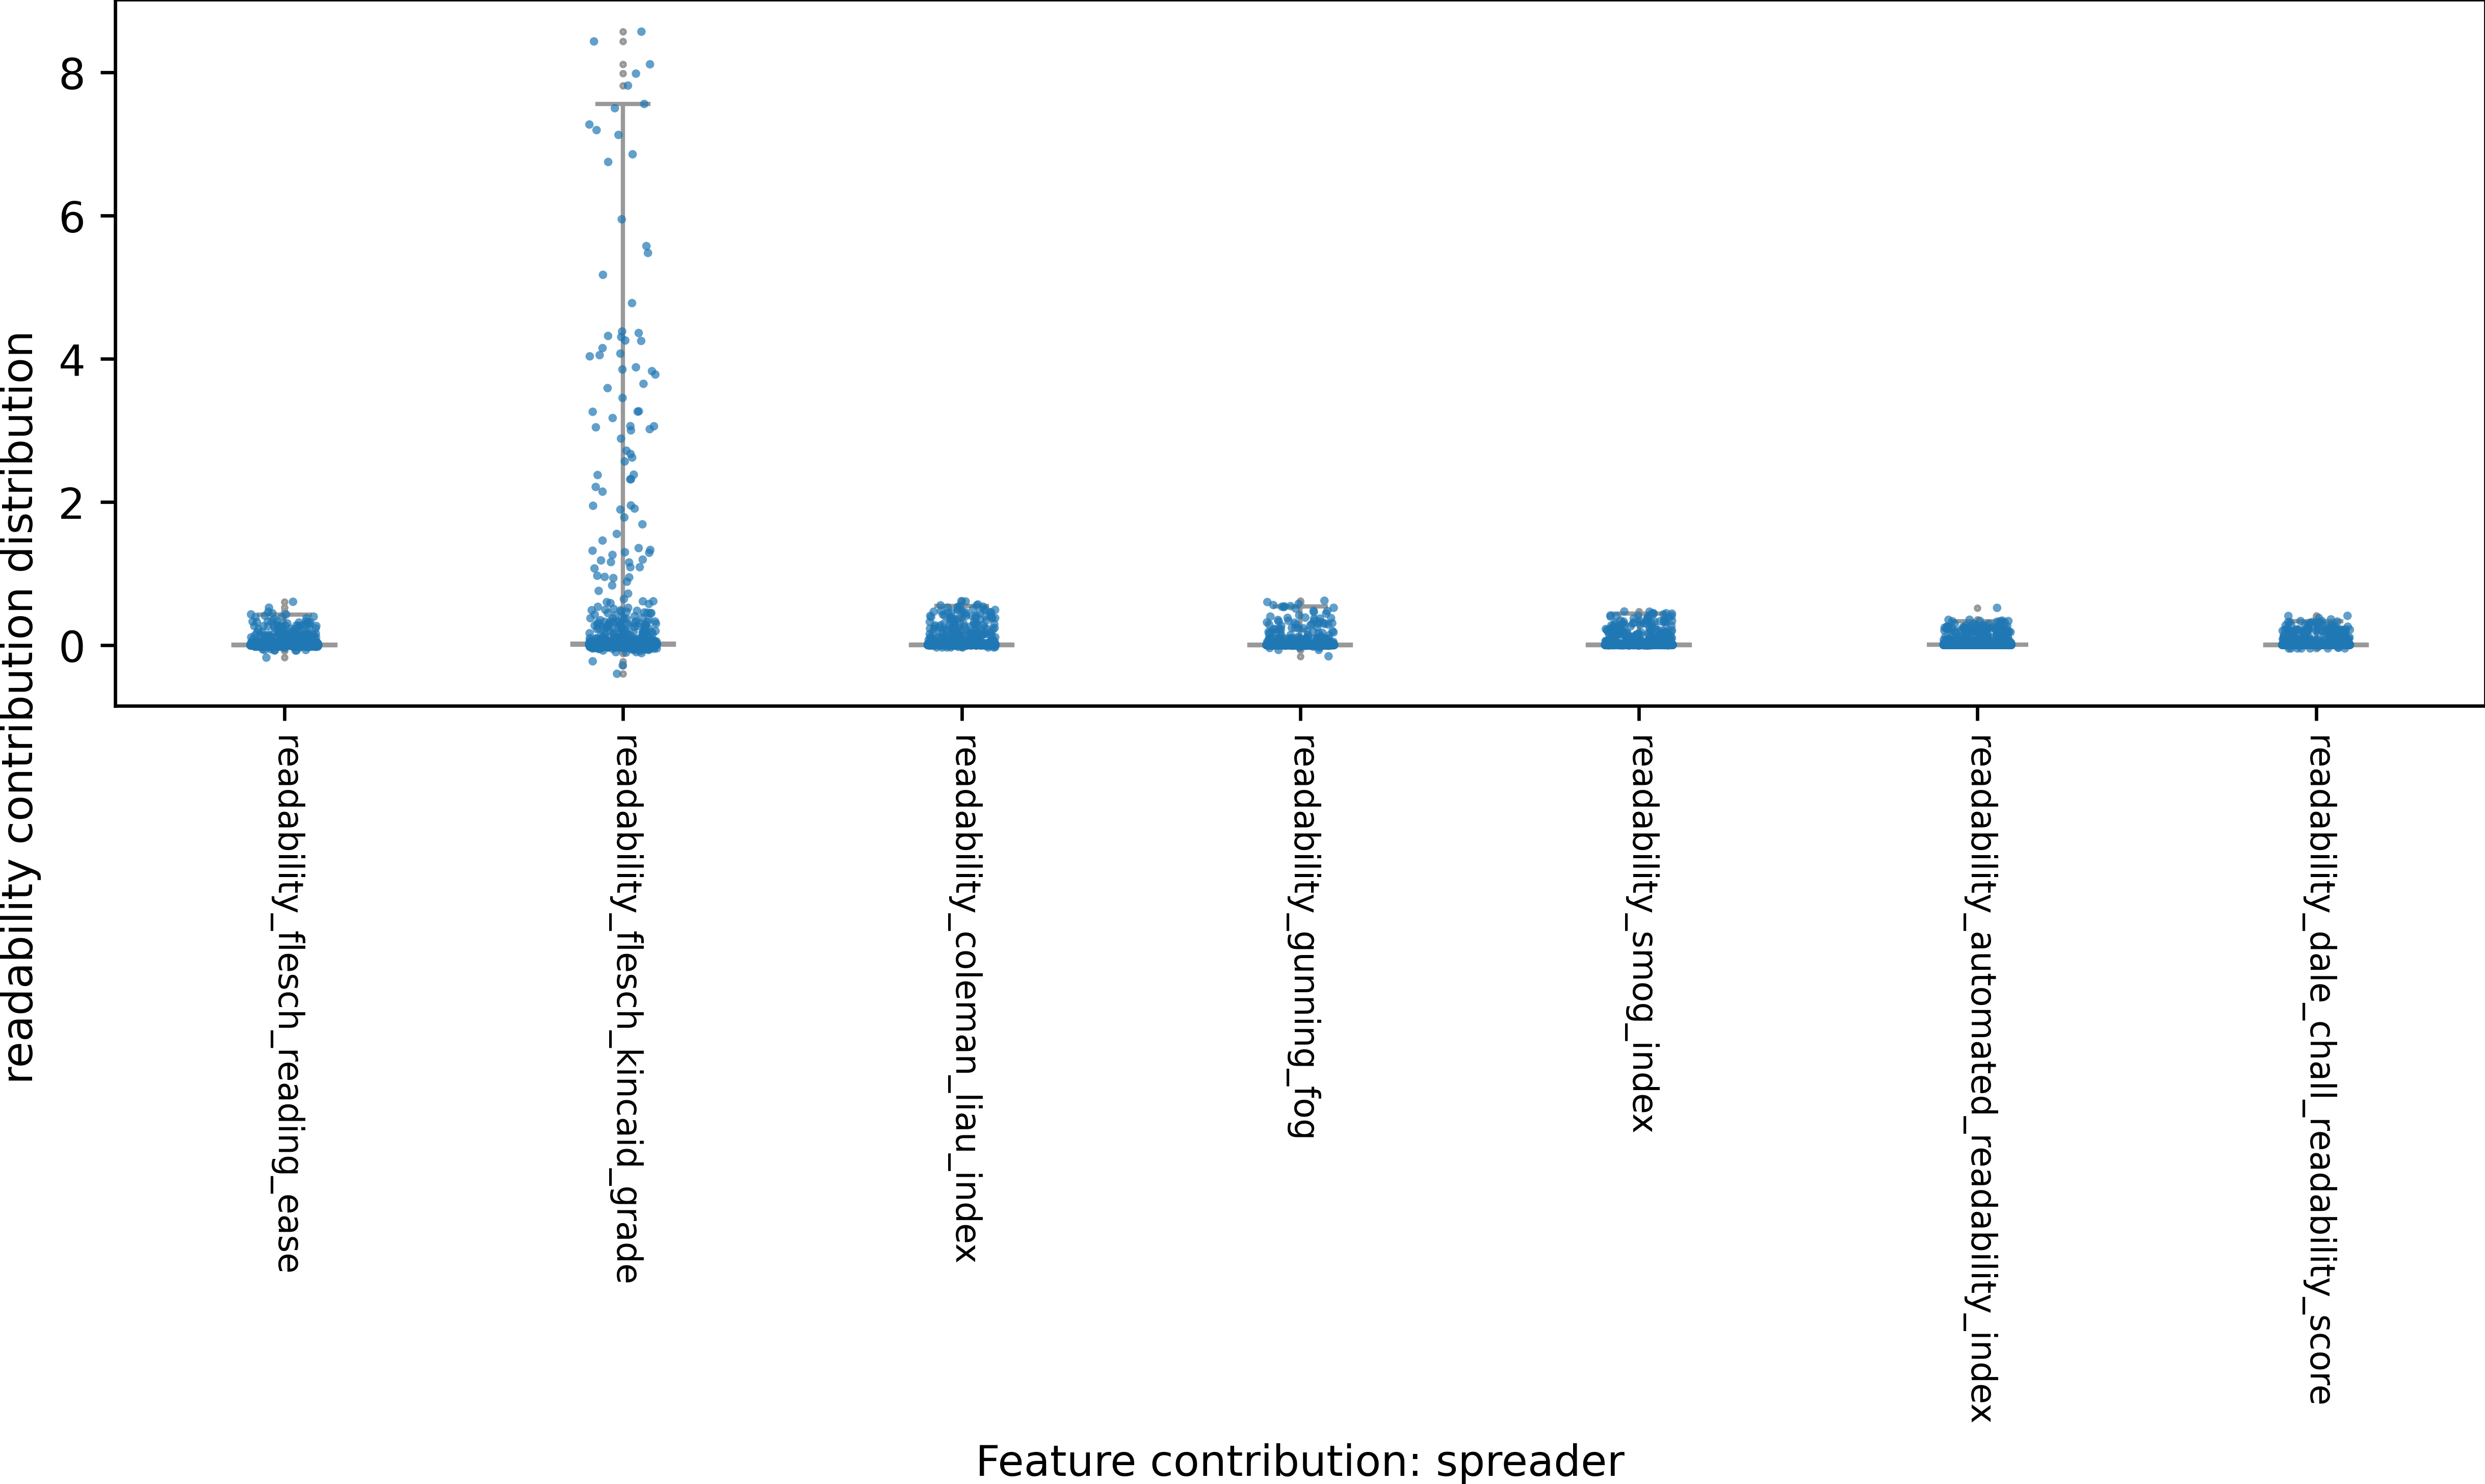 readability contribution distribution
8
6
4
2
0
readability_flesch_reading_ease
readability_flesch_kincaid_grade
readability_coleman_liau_index
readability_gunning_fog
readability_smog_index
readability_automated_readability_index
readability_dale_chall_readability_score
Feature contribution: spreader